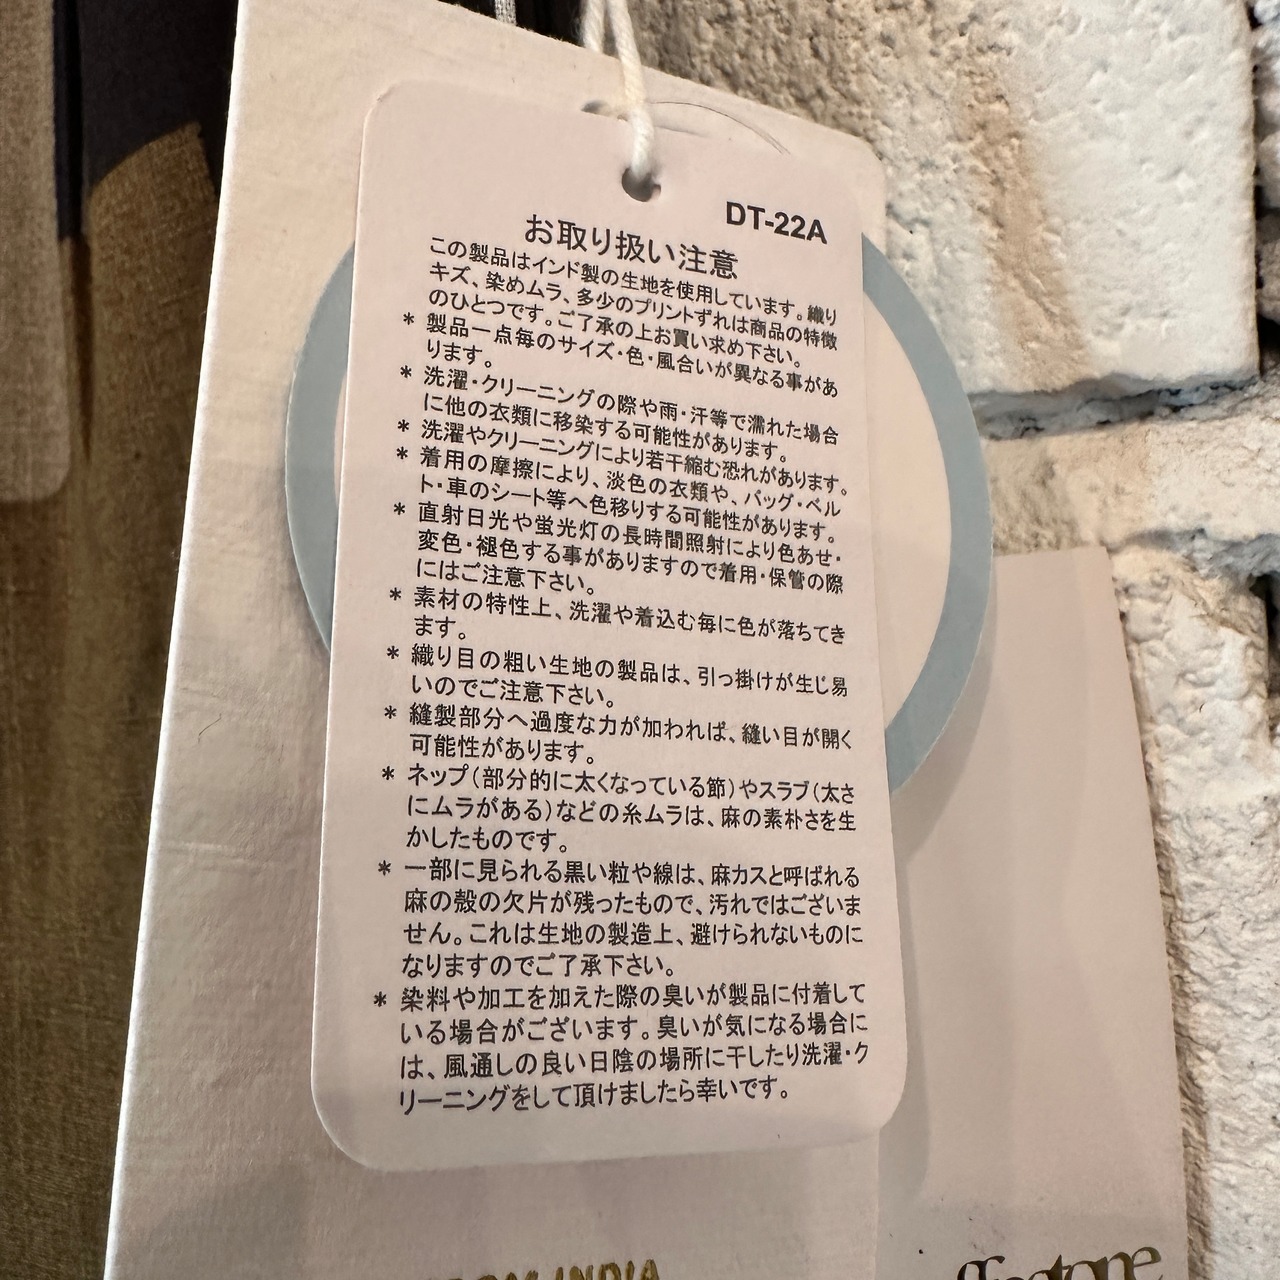 DT-22A
お取り扱い注意
この製品はインド製の生地を使用しています。織り
キズ、染めムラ、多少のプリントずれは商品の特徴
のひとつです。ご了承の上お買い求め下さい。
* 製品一点毎のサイズ・色・風合いが異なる事があ
ります。
* 洗濯・クリーニングの際や雨・汗等で濡れた場合
に他の衣類に移染する可能性があります。
* 洗濯やクリーニングにより若干縮む恐れがあります。
* 着用の摩擦により、淡色の衣類や、バッグ・ベル
ト・車のシート等へ色移りする可能性があります。
* 直射日光や蛍光灯の長時間照射により色あせ・
変色・褪色する事がありますので着用・保管の際
にはご注意下さい。
* 素材の特性上、洗濯や着込む毎に色が落ちてき
ます。
* 織り目の粗い生地の製品は、引っ掛けが生じ易
いのでご注意下さい。
* 縫製部分へ過度な力が加われば、縫い目が開く
可能性があります。
* ネップ(部分的に太くなっている節)やスラブ(太さ
にムラがある)などの糸ムラは、麻の素朴さを生
かしたものです。
* 一部に見られる黒い粒や線は、麻カスと呼ばれる
麻の殻の欠片が残ったもので、汚れではございま
せん。これは生地の製造上、避けられないものに
なりますのでご了承下さい。
* 染料や加工を加えた際の臭いが製品に付着して
いる場合がございます。臭いが気になる場合に
は、風通しの良い日陰の場所に干したり洗濯・ク
リーニングをして頂けましたら幸いです。
INDIA